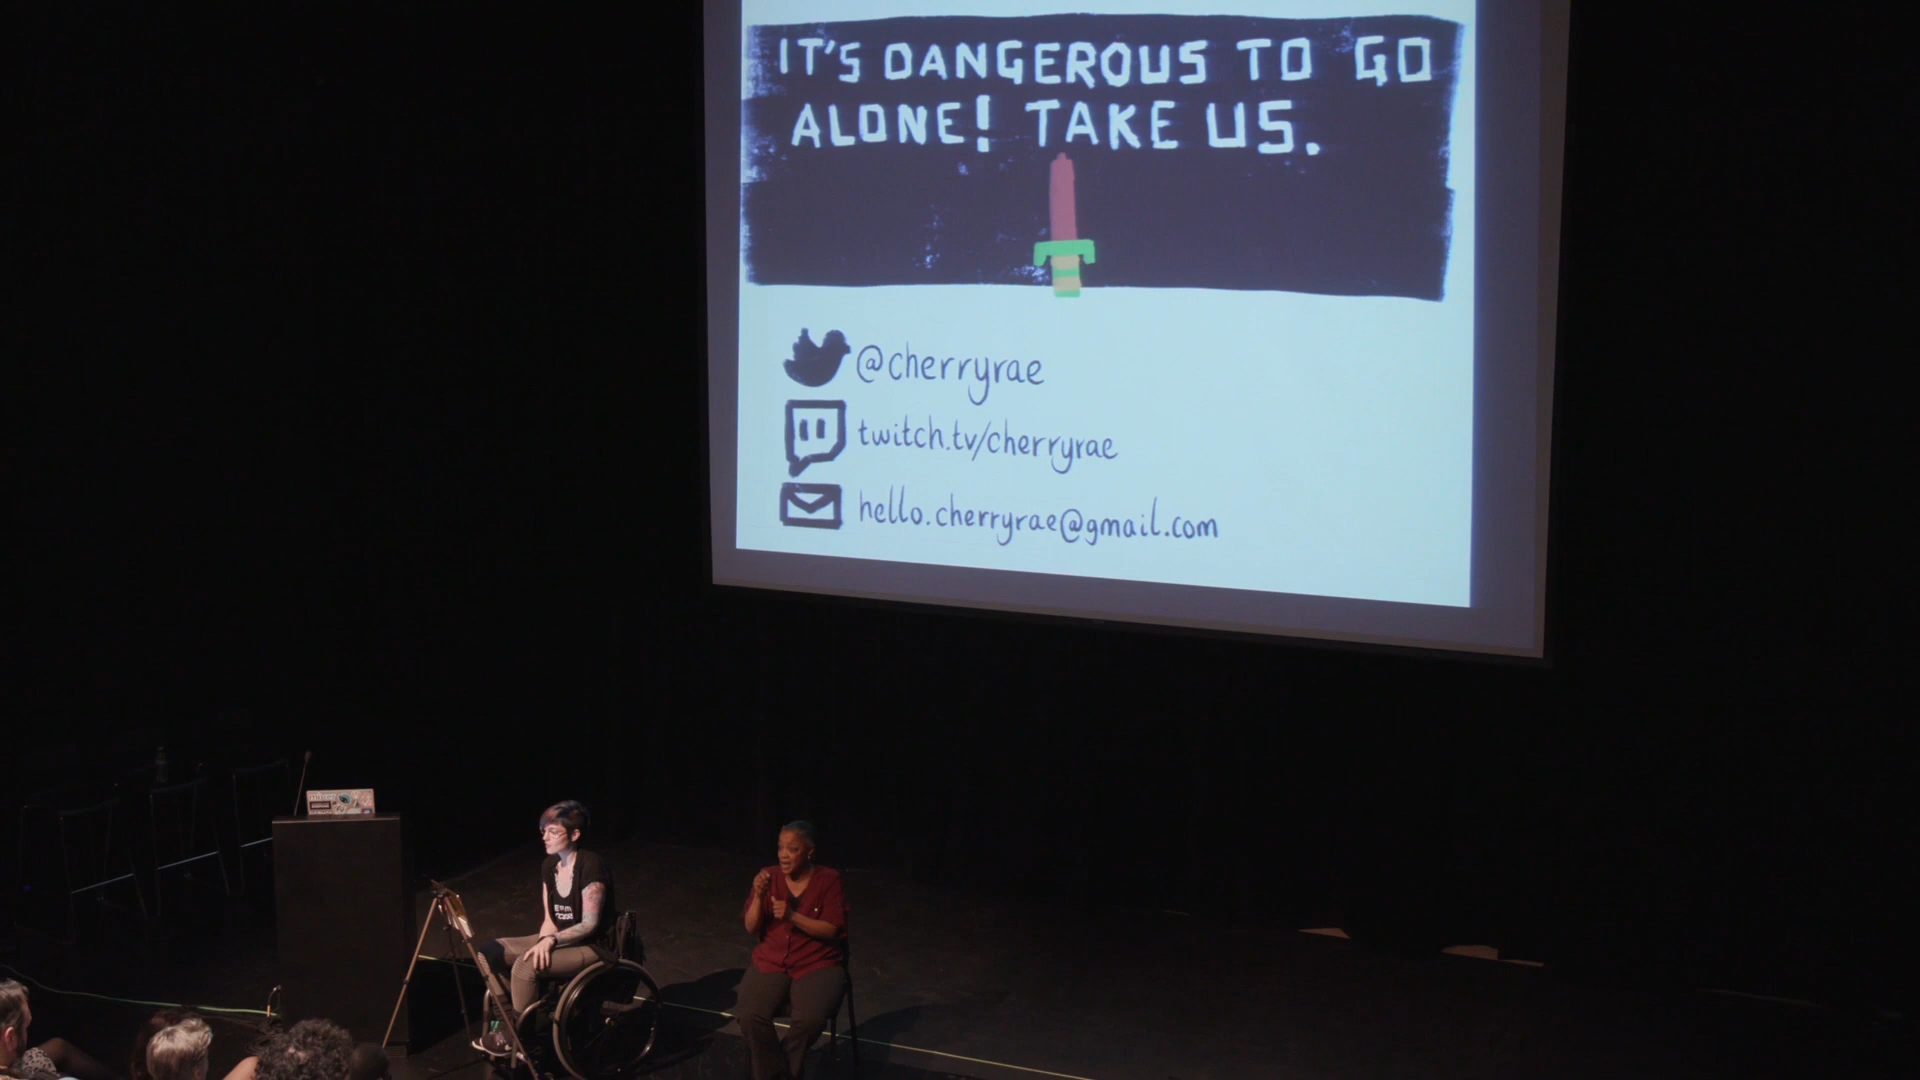 IT'S DANGEROUS TO GO
ALONE! TAKE US.
@cherryrae
twitch.tv/cherryrae
hello.cherryrae@gmail.com